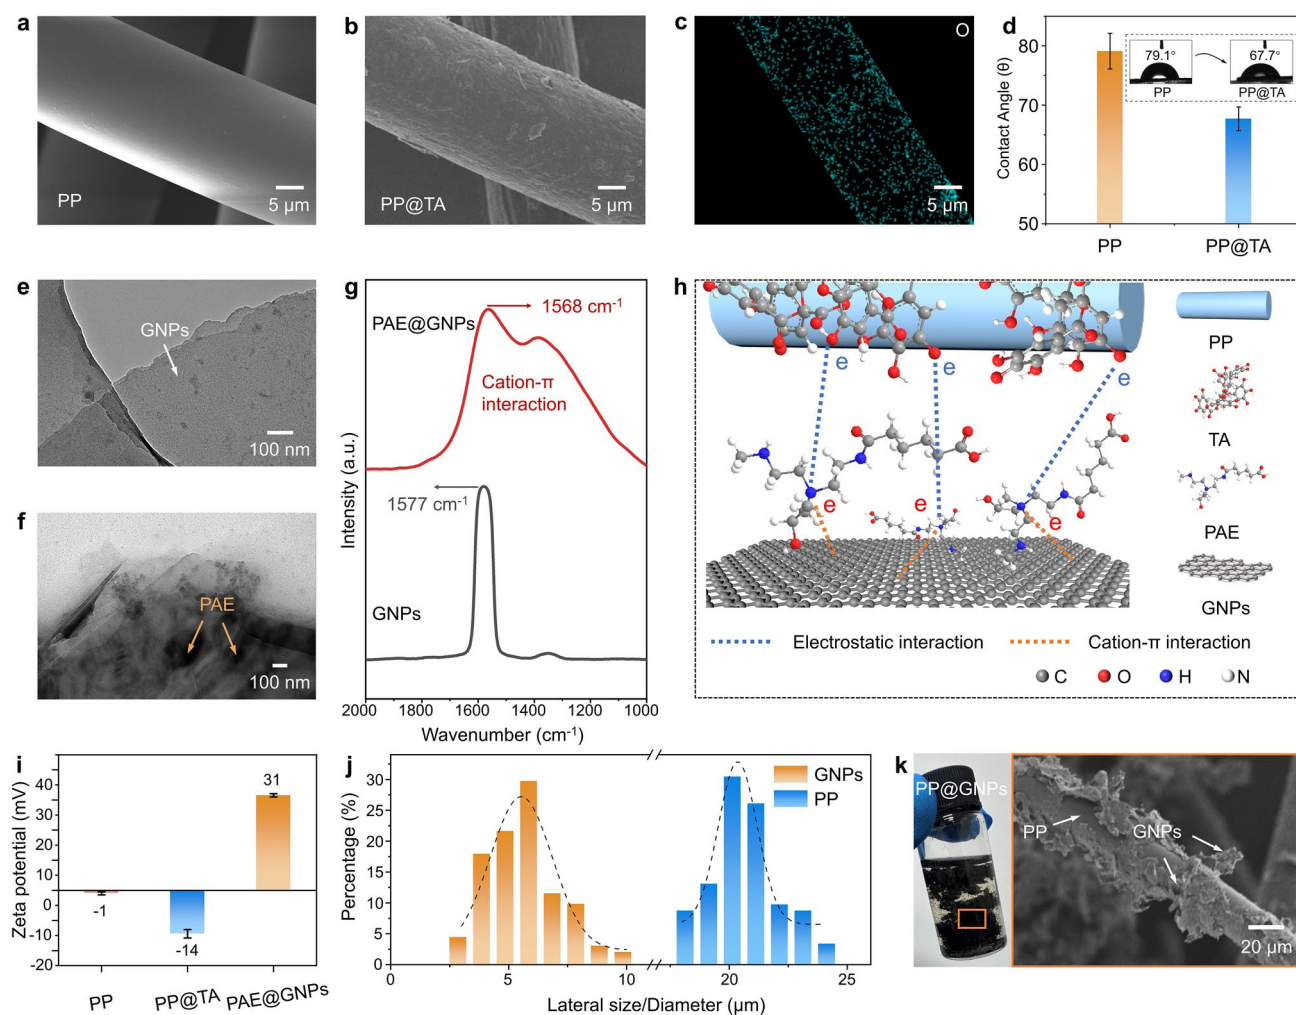 a
PP
5 µm
b
PP@TA
5 µm
c
O
5 µm
d
Contact Angle (θ)
80
70
60
50
79.1°
PP
67.7°
PP@TA
PP
PP@TA
e
GNPs
100 nm
f
PAE
100 nm
g
1568 cm-1
PAE@GNPs
Cation-π
interaction
1577 cm-1
GNPs
Intensity (a.u.)
2000
1800
1600
1400
1200
1000
Wavenumber (cm-1)
h
e
e
e
e
e
e
PP
TA
PAE
GNPs
Electrostatic interaction
Cation-π interaction
C
O
H
N
i
Zeta potential (mV)
40
30
20
10
0
-10
-20
-1
-14
31
PP
PP@TA
PAE@GNPs
j
Percentage (%)
30
25
20
15
10
5
0
GNPs
PP
0
5
10
20
25
Lateral size/Diameter (µm)
k
PP@GNPs
PP
GNPs
20 µm